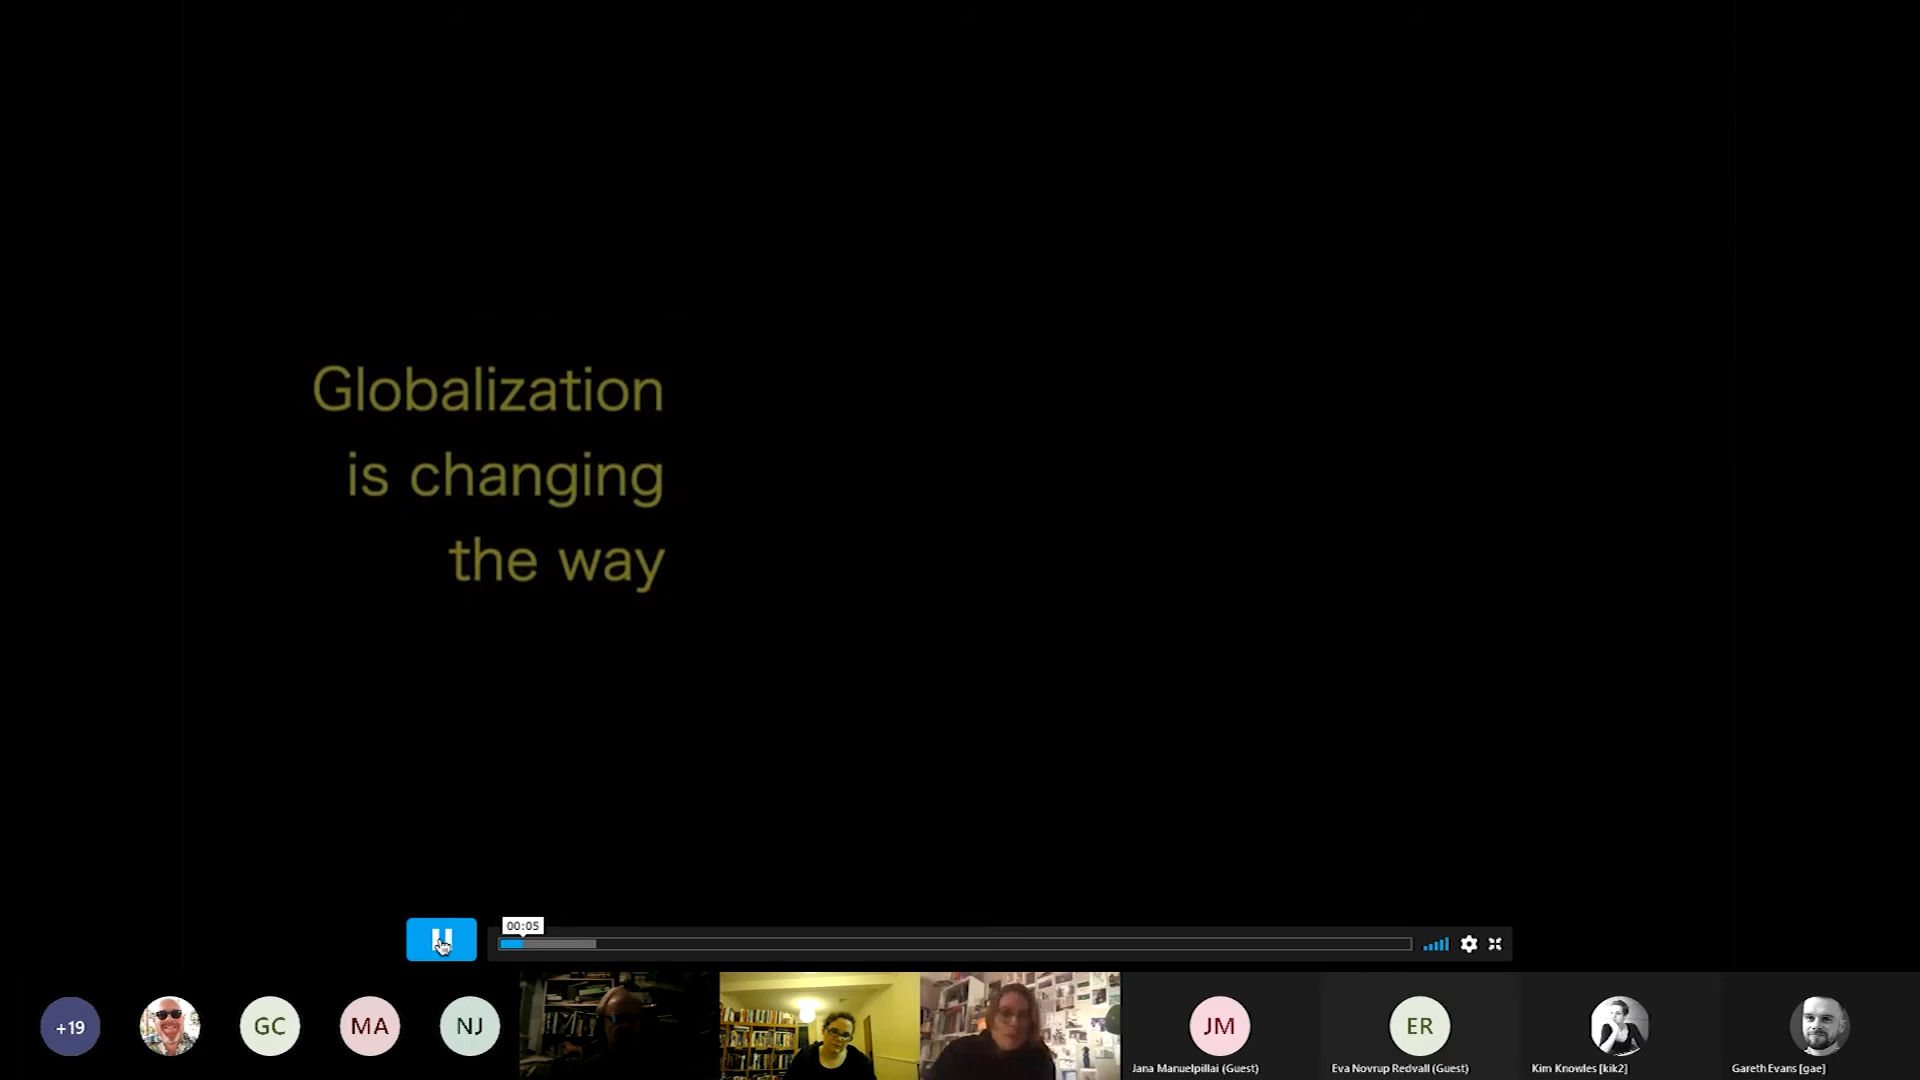 Globalization
is changing
the way
00:05
+19
GC
MA
NJ
JM
ER
Jana Manuelpillai (Guest)
Eva Novrup Redvall (Guest)
Kim Knowles [kik2]
Gareth Evans [gae]